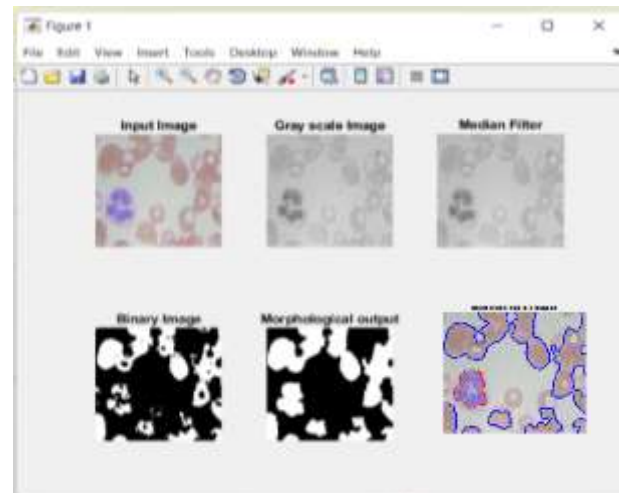 Figure 1
File Edit View Insert Tools Desktop Window Help
Input Image
Gray scale Image
Median Filter
Binary Image
Morphological output